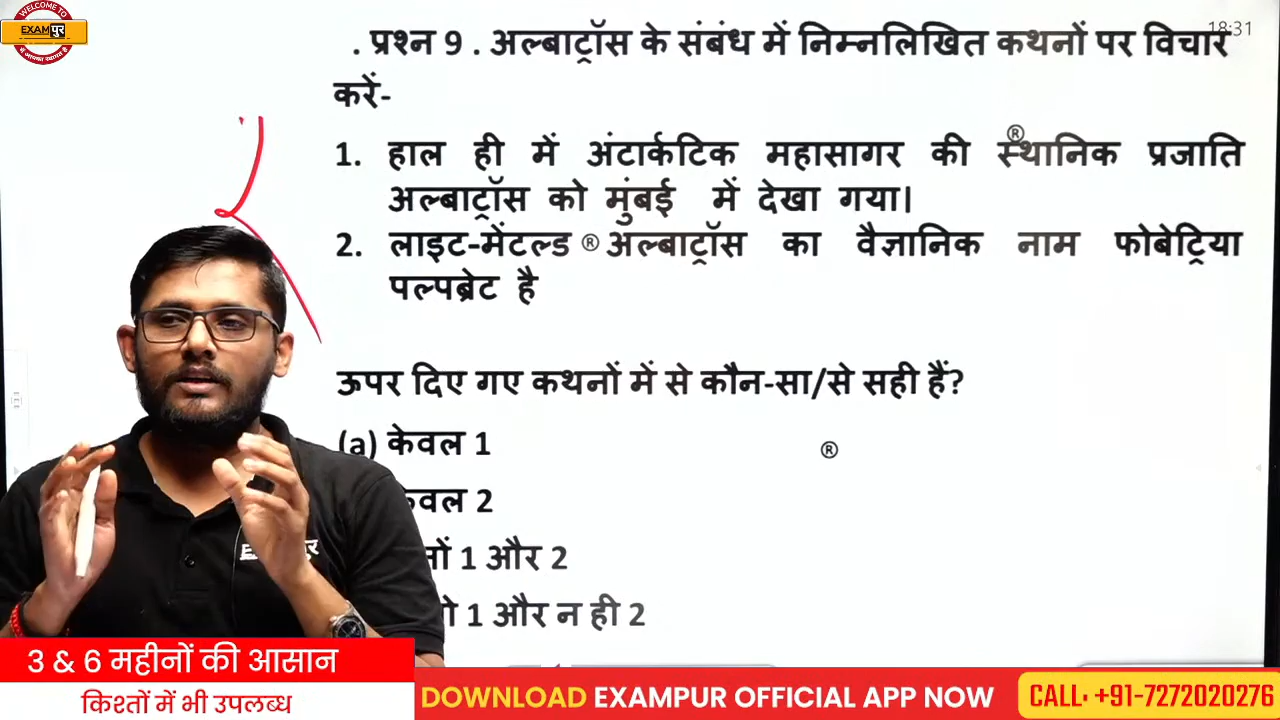 WELCOME TO
EXAMपुर
18:31
. प्रश्न 9 . अल्बाट्रॉस के संबंध में निम्नलिखित कथनों पर विचार
करें-
1. हाल ही में अंटार्कटिक महासागर की स्थानिक प्रजाति
अल्बाट्रॉस को मुंबई में देखा गया।
2. लाइट-मेंटल्ड ® अल्बाट्रॉस का वैज्ञानिक नाम फोबेट्रिया
पल्पब्रेट है
ऊपर दिए गए कथनों में से कौन-सा/से सही हैं?
(a) केवल 1
®
2
1 और 2
1 और न ही 2
3 & 6 महीनों की आसान
किश्तों में भी उपलब्ध
DOWNLOAD EXAMPUR OFFICIAL APP NOW
CALL: +91-7272020276